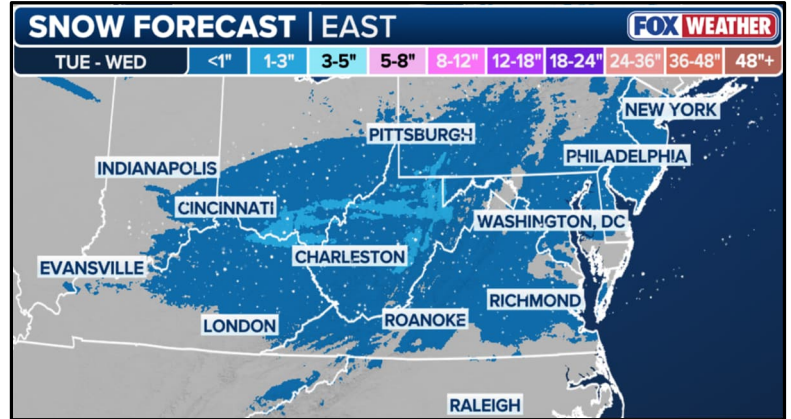 SNOW FORECAST | EAST
FOX WEATHER
TUE - WED <1" 1-3" 3-5" 5-8" 8-12" 12-18" 18-24" 24-36" 36-48" 48"+
NEW YORK
PITTSBURGH
PHILADELPHIA
INDIANAPOLIS
CINCINNATI
WASHINGTON, DC
CHARLESTON
EVANSVILLE
RICHMOND
LONDON
ROANOKE
RALEIGH